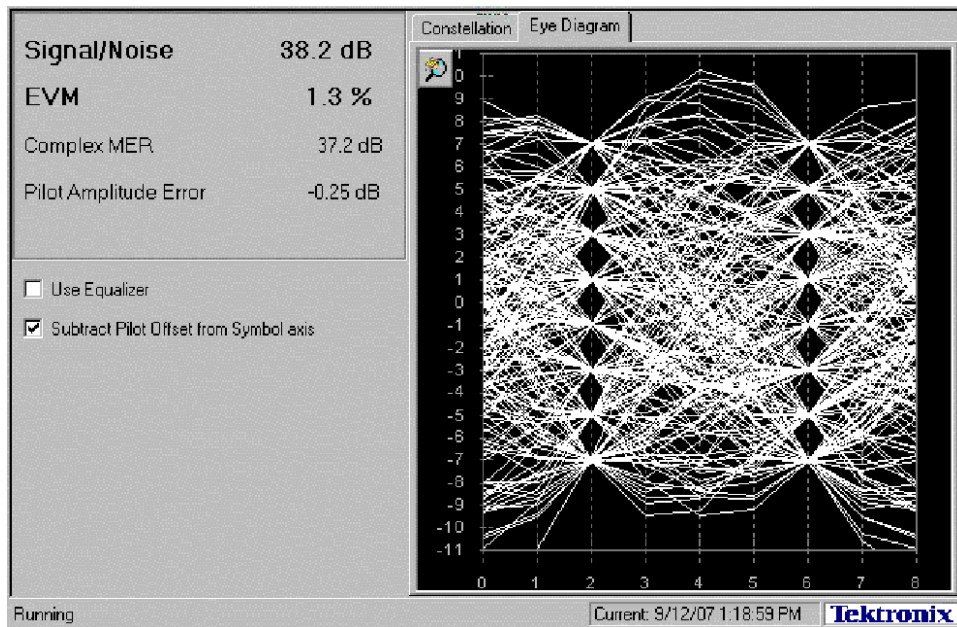 Constellation Eye Diagram
Signal/Noise 38.2 dB
EVM 1.3 %
Complex MER 37.2 dB
Pilot Amplitude Error -0.25 dB
Use Equalizer
Subtract Pilot Offset from Symbol axis
1
0
9
8
7
6
5
4
3
2
1
0
-1
-2
-3
-4
-5
-6
-7
-8
-9
-10
-11
0 1 2 3 4 5 6 7 8
Running Current: 9/12/07 1:18:59 PM Tektronix